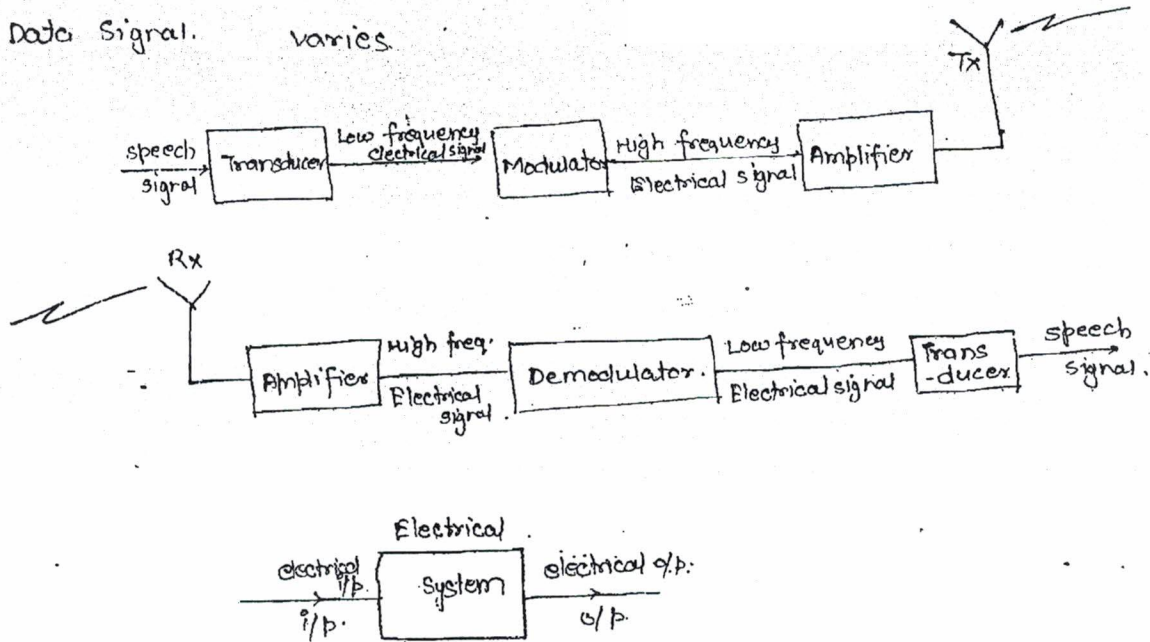 Data Signal. varies.
Tx
speech signal
Transducer
Low frequency
electrical signal
Modulator
High frequency
Electrical signal
Amplifier
Rx
Amplifier
High freq.
Electrical
signal.
Demodulator.
Low frequency
Electrical signal
Trans
-ducer
speech
signal.
Electrical
System
electrical
i/p.
i/p.
electrical o/p.
o/p.